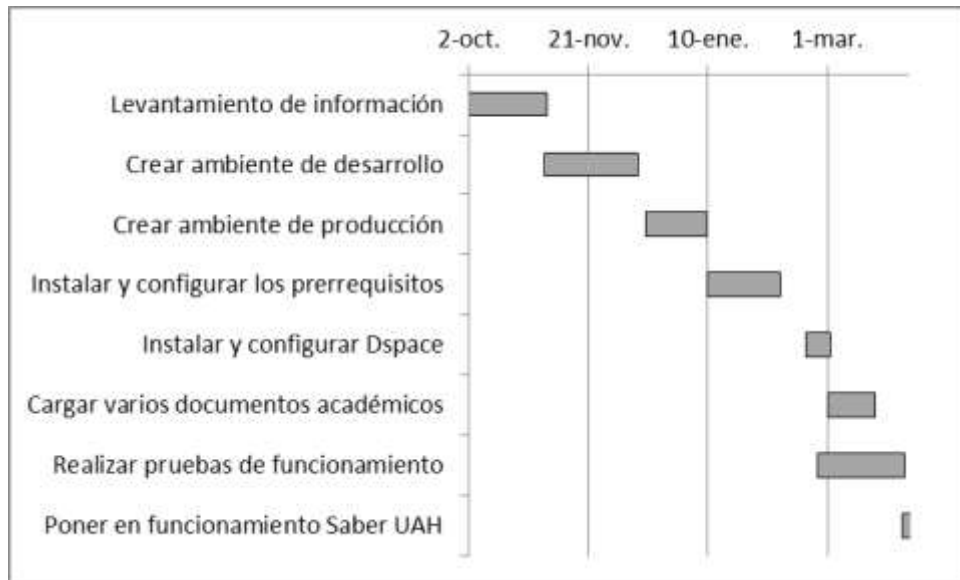 2-oct. 21-nov. 10-ene. 1-mar.
Levantamiento de información
Crear ambiente de desarrollo
Crear ambiente de producción
Instalar y configurar los prerrequisitos
Instalar y configurar Dspace
Cargar varios documentos académicos
Realizar pruebas de funcionamiento
Poner en funcionamiento Saber UAH